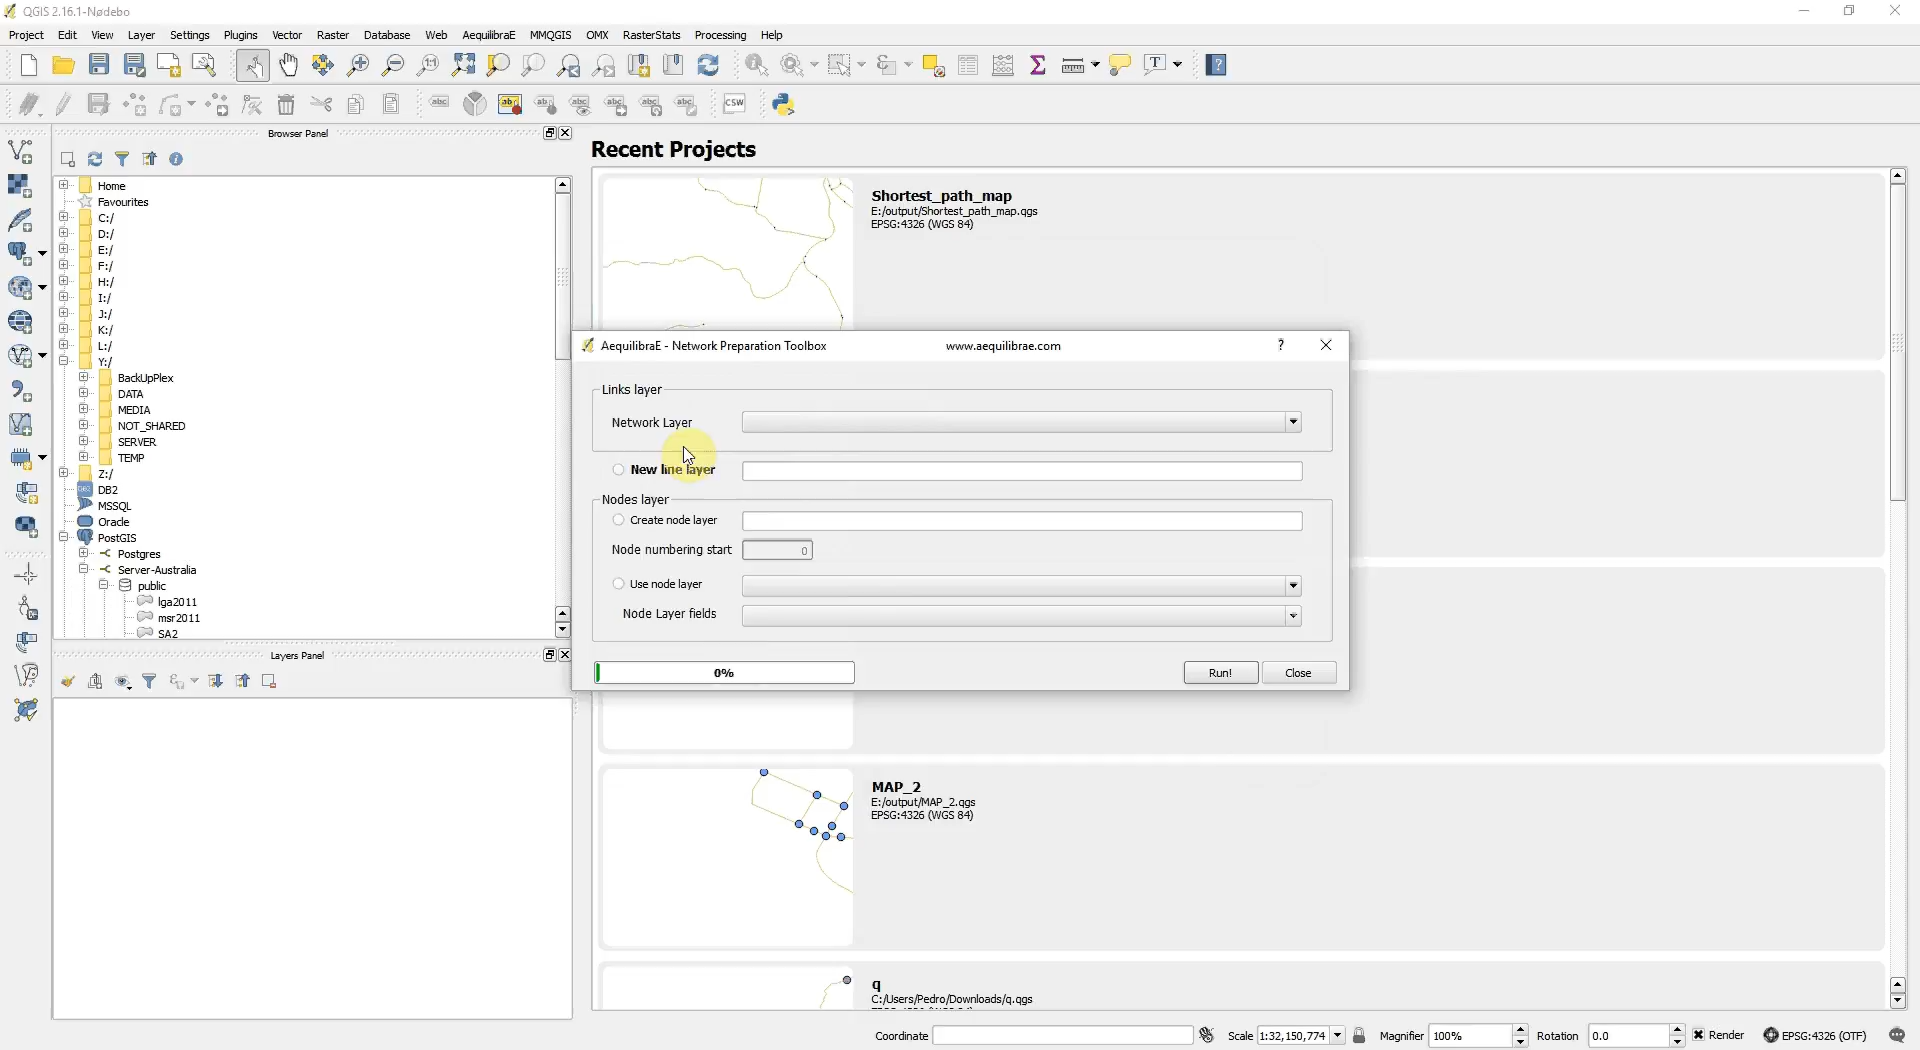 QGIS 2.16.1-Nødebo
Project Edit View Layer Settings Plugins Vector Raster Database Web AequilibraE MMQGIS OMX RasterStats Processing Help
CSW
Browser Panel
Home
Favourites
C:/
D:/
E:/
F:/
H:/
I:/
J:/
K:/
L:/
Y:/
BackUpPlex
DATA
MEDIA
NOT_SHARED
SERVER
TEMP
Z:/
DB2
MSSQL
Oracle
PostGIS
Postgres
Server-Australia
public
lga2011
msr2011
SA2
Layers Panel
Recent Projects
Shortest_path_map
E:/output/Shortest_path_map.qgs
EPSG:4326 (WGS 84)
AequilibraE - Network Preparation Toolbox www.aequilibrae.com
Links layer
Network Layer
New line layer
Nodes layer
Create node layer
Node numbering start 0
Use node layer
Node Layer fields
0%
Run! Close
MAP_2
E:/output/MAP_2.qgs
EPSG:4326 (WGS 84)
q
C:/Users/Pedro/Downloads/q.qgs
Coordinate Scale 1:32,150,774 Magnifier 100% Rotation 0.0 Render EPSG:4326 (OTF)